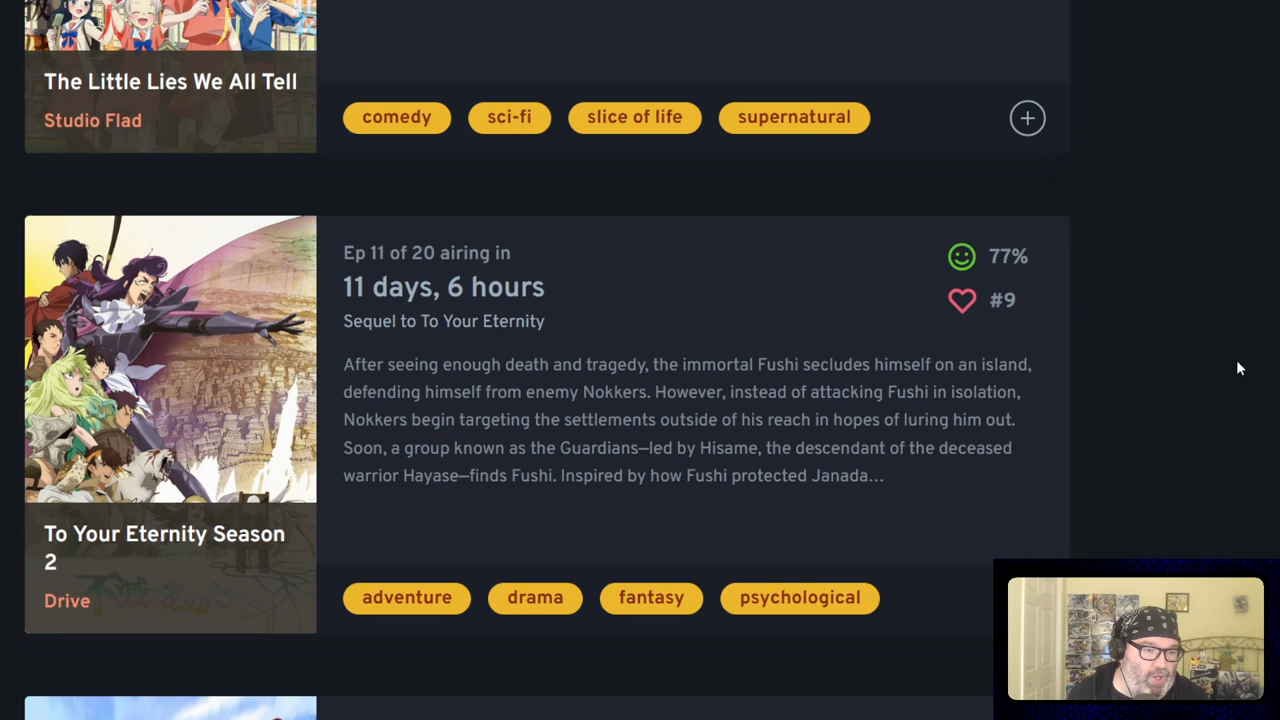 The Little Lies We All Tell
Studio Flad
comedy
sci-fi
slice of life
supernatural
Ep 11 of 20 airing in
11 days, 6 hours
Sequel to To Your Eternity
77%
#9
After seeing enough death and tragedy, the immortal Fushi secludes himself on an island,
defending himself from enemy Nokkers. However, instead of attacking Fushi in isolation,
Nokkers begin targeting the settlements outside of his reach in hopes of luring him out.
Soon, a group known as the Guardians—led by Hisame, the descendant of the deceased
warrior Hayase—finds Fushi. Inspired by how Fushi protected Janada...
To Your Eternity Season
2
Drive
adventure
drama
fantasy
psychological